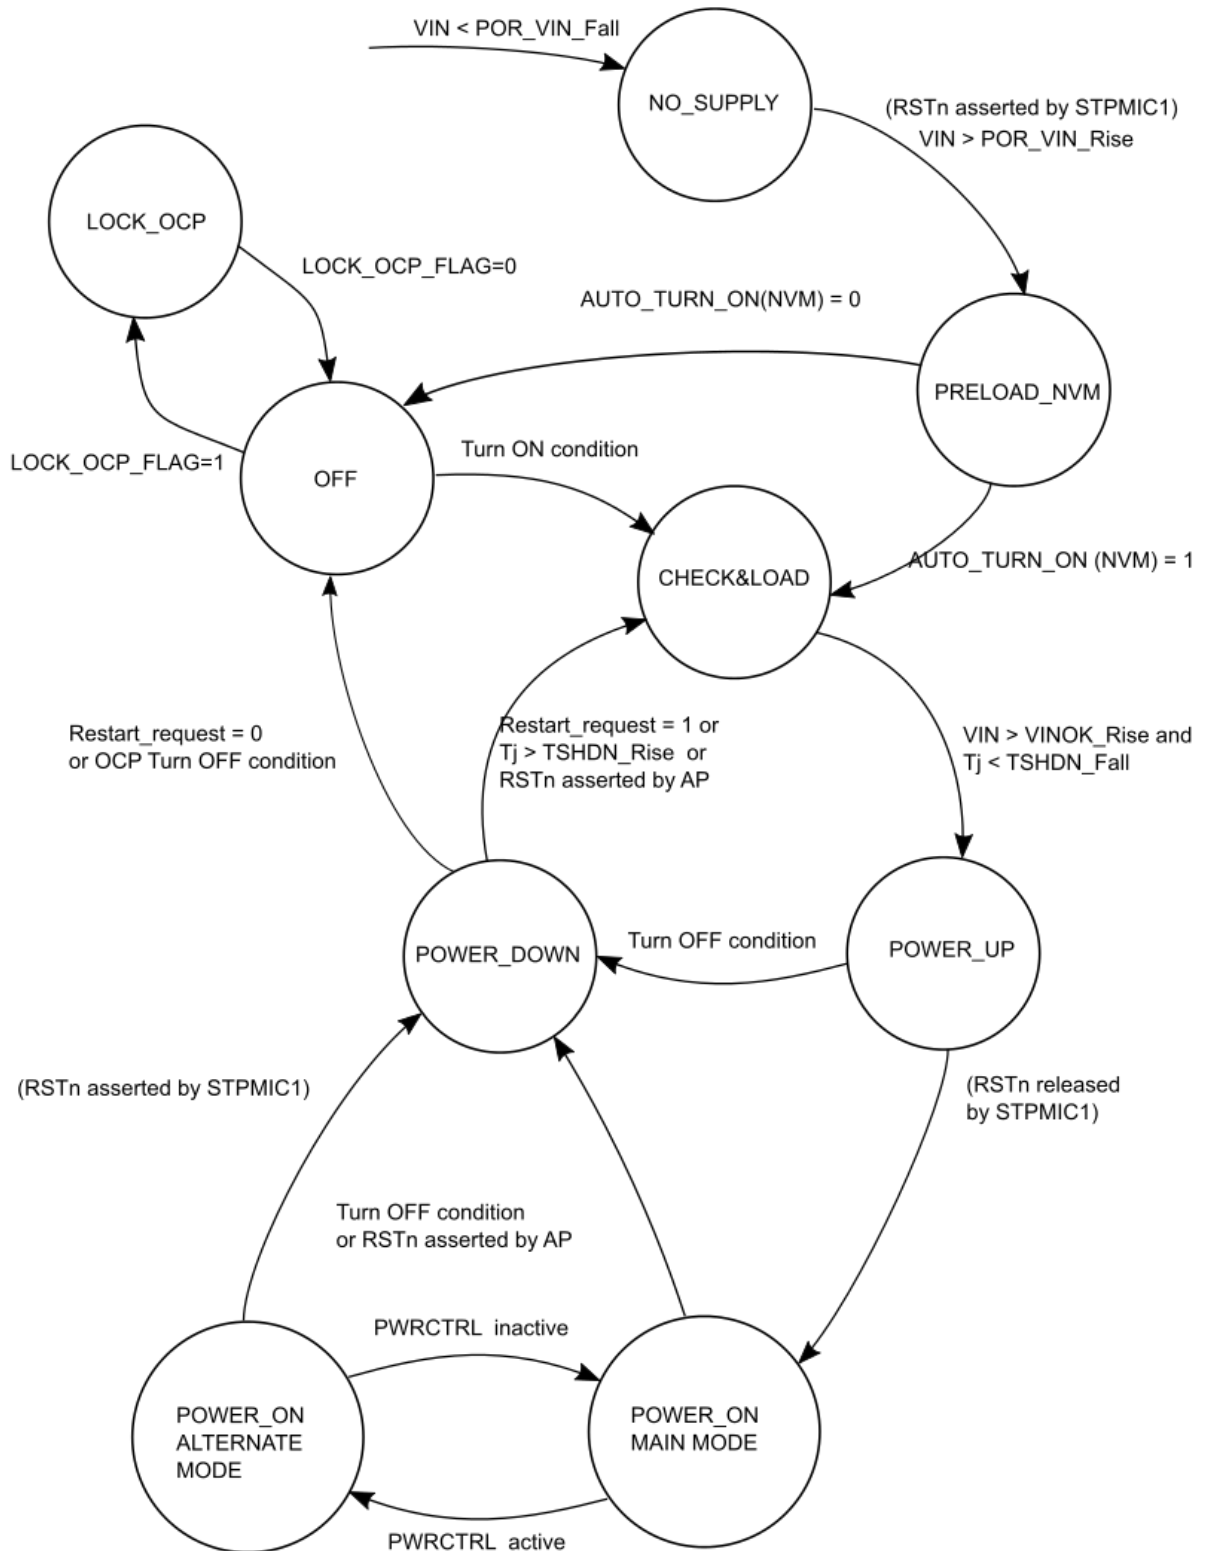 VIN < POR_VIN_Fall
NO_SUPPLY
(RSTn asserted by STPMIC1)
VIN > POR_VIN_Rise
LOCK_OCP
LOCK_OCP_FLAG=0
AUTO_TURN_ON(NVM) = 0
PRELOAD_NVM
LOCK_OCP_FLAG=1
OFF
Turn ON condition
CHECK&LOAD
AUTO_TURN_ON (NVM) = 1
Restart_request = 0
or OCP Turn OFF condition
Restart_request = 1 or
Tj > TSHDN_Rise or
RSTn asserted by AP
VIN > VINOK_Rise and
Tj < TSHDN_Fall
POWER_DOWN
Turn OFF condition
POWER_UP
(RSTn asserted by STPMIC1)
(RSTn released
by STPMIC1)
Turn OFF condition
or RSTn asserted by AP
PWRCTRL inactive
POWER_ON
ALTERNATE
MODE
POWER_ON
MAIN MODE
PWRCTRL active